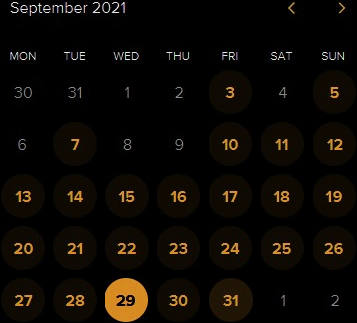 September 2021
MON TUE WED THU FRI SAT SUN
30 31 1 2 3 4 5
6 7 8 9 10 11 12
13 14 15 16 17 18 19
20 21 22 23 24 25 26
27 28 29 30 31 1 2